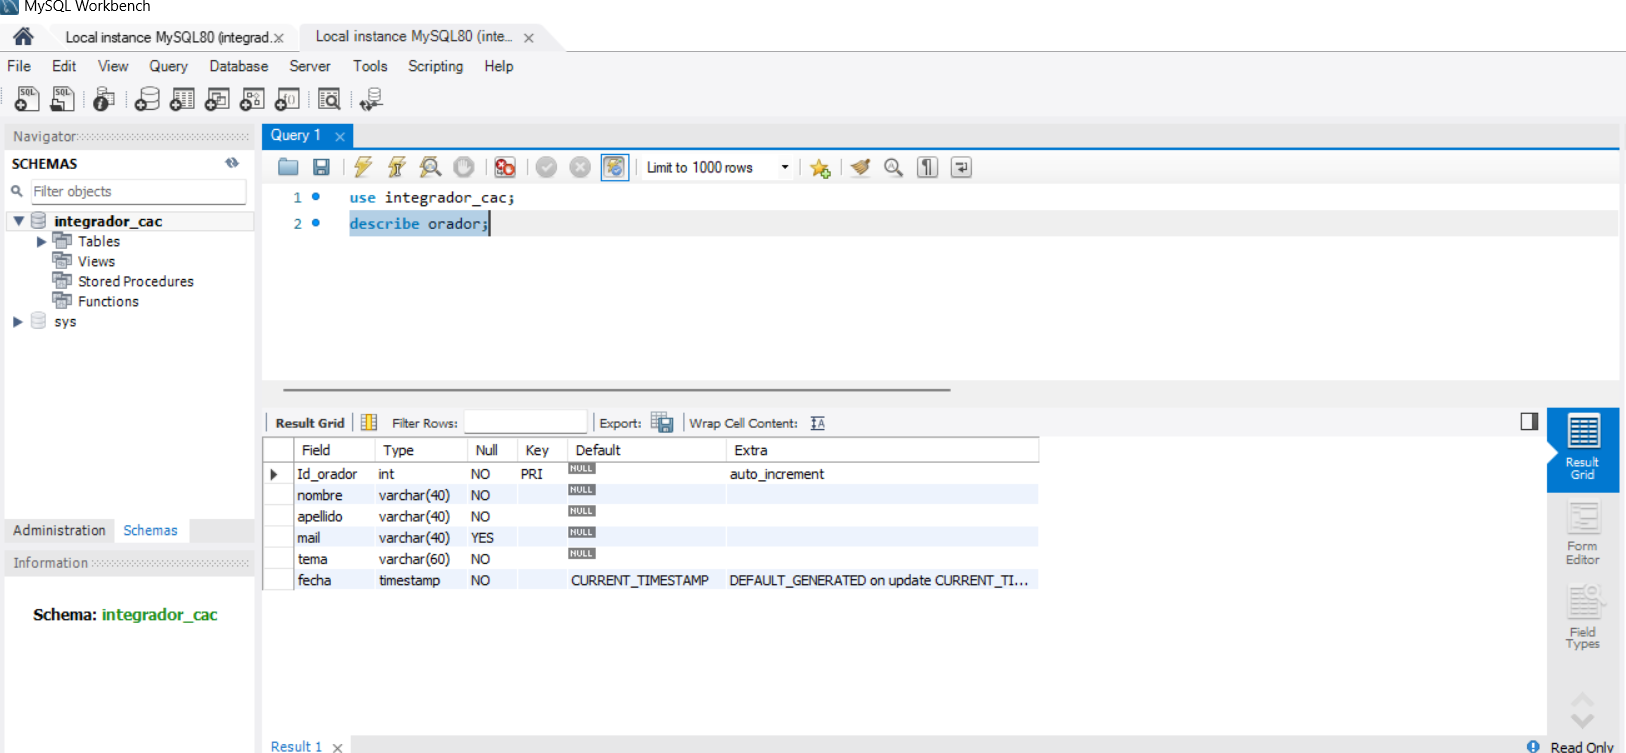 MySQL Workbench
Local instance MySQL80 (integrad.
Local instance MySQL80 (inte...
File Edit View Query Database Server Tools Scripting Help
Navigator
Query 1
SCHEMAS
Limit to 1000 rows
Filter objects
1 use integrador_cac;
2 describe orador;
integrador_cac
Tables
Views
Stored Procedures
Functions
sys
Result Grid Filter Rows: Export: Wrap Cell Content: IA
Field Type Null Key Default Extra
Id_orador int NO PRI NULL auto_increment
nombre varchar(40) NO NULL
apellido varchar(40) NO NULL
mail varchar(40) YES NULL
tema varchar(60) NO NULL
fecha timestamp NO CURRENT_TIMESTAMP DEFAULT_GENERATED on update CURRENT_TI...
Result
Grid
Form
Editor
Field
Types
Administration Schemas
Information
Schema: integrador_cac
Result 1
Read Only